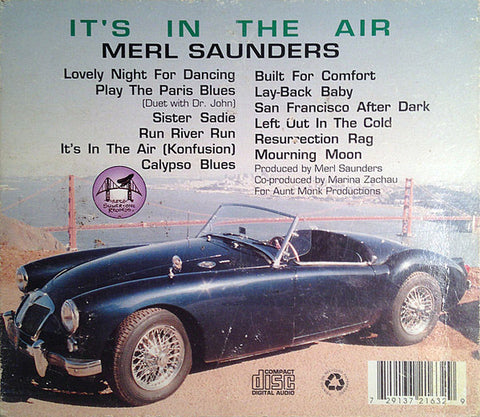 IT'S IN THE AIR
MERL SAUNDERS
Lovely Night For Dancing
Play The Paris Blues
(Duet with Dr. John)
Sister Sadie
Run River Run
It's In The Air (Konfusion)
Calypso Blues
Built For Comfort
Lay-Back Baby
San Francisco After Dark
Left Out In The Cold
Resurrection Rag
Mourning Moon
Produced by Merl Saunders
Co-produced by Marina Zachau
For Aunt Monk Productions
RECORDS
COMPACT
disc
DIGITAL AUDIO
7 29137 21632 9